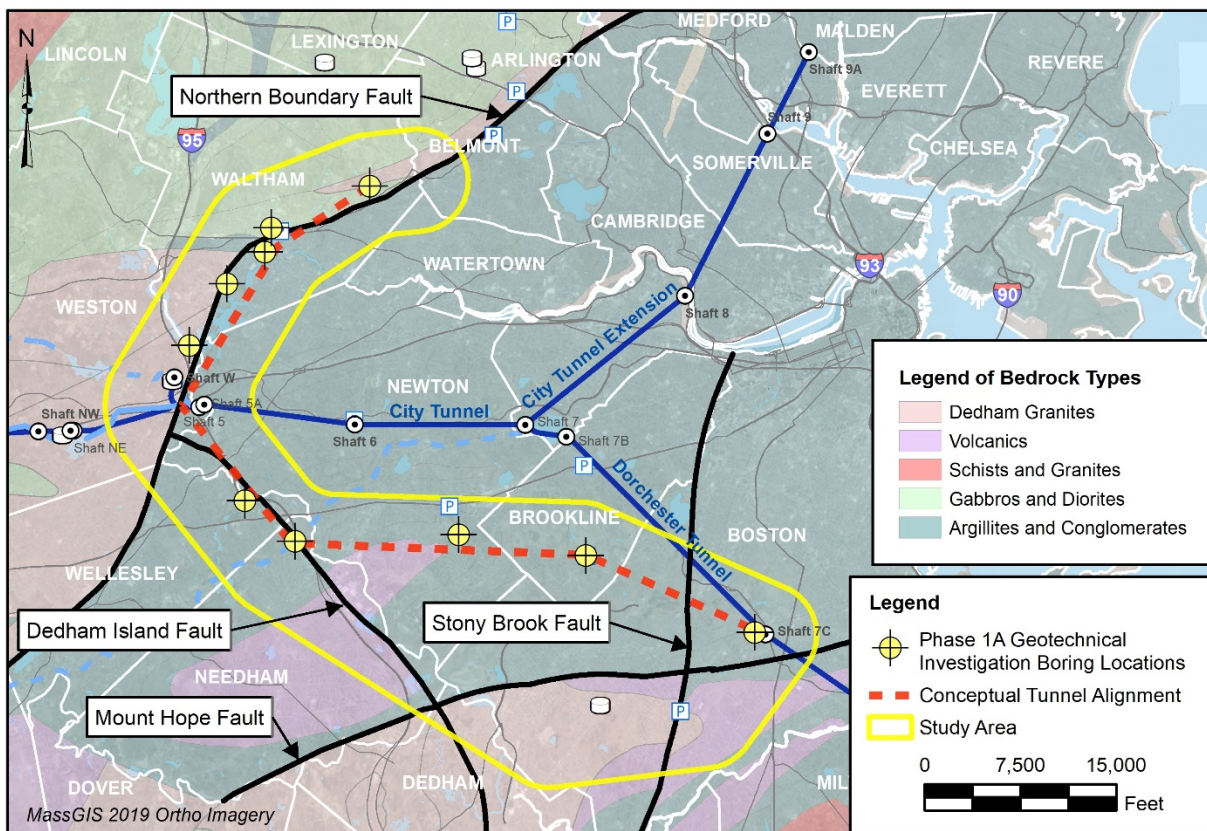 N
LINCOLN
LEXINGTON
ARLINGTON
MEDFORD
MALDEN
Shaft 9A
REVERE
EVERETT
Northern Boundary Fault
P
P
P
95
BELMONT
Shaft 9
SOMERVILLE
CHELSEA
WALTHAM
CAMBRIDGE
P
WATERTOWN
93
90
WESTON
City Tunnel Extension
Shaft 8
Shaft W
NEWTON
City Tunnel
Shaft 5A
Shaft 5
Shaft NW
Shaft NE
P
Shaft 6
Shaft 7
Shaft 7B
P
Dorchester Tunnel
P
BROOKLINE
BOSTON
WELLESLEY
Dedham Island Fault
Stony Brook Fault
Shaft 7C
NEEDHAM
Mount Hope Fault
P
DOVER
DEDHAM
MIL
MassGIS 2019 Ortho Imagery
Legend of Bedrock Types
Dedham Granites
Volcanics
Schists and Granites
Gabbros and Diorites
Argillites and Conglomerates
Legend
Phase 1A Geotechnical
Investigation Boring Locations
Conceptual Tunnel Alignment
Study Area
0 7,500 15,000
Feet